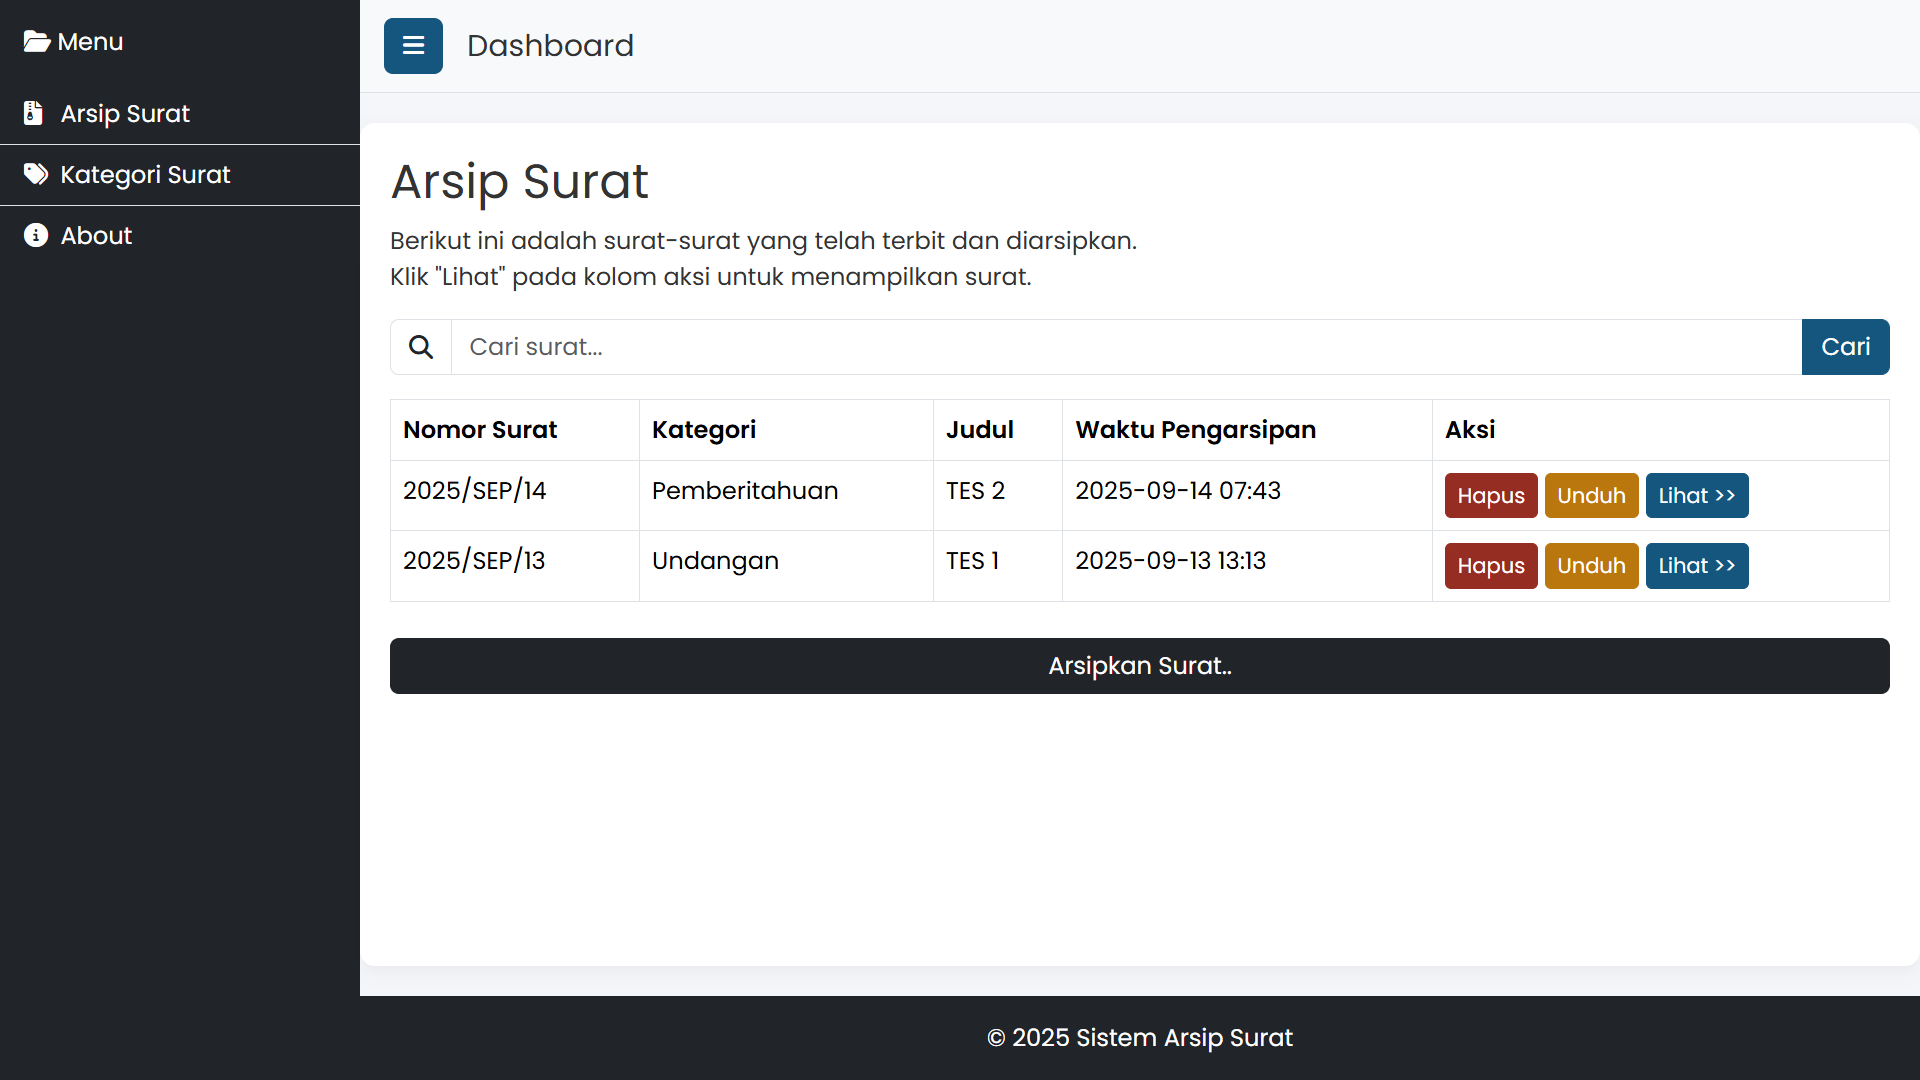 Menu
Arsip Surat
Kategori Surat
About
Dashboard
Arsip Surat
Berikut ini adalah surat-surat yang telah terbit dan diarsipkan.
Klik "Lihat" pada kolom aksi untuk menampilkan surat.
Cari surat...
Cari
Nomor Surat Kategori Judul Waktu Pengarsipan Aksi
2025/SEP/14 Pemberitahuan TES 2 2025-09-14 07:43 Hapus Unduh Lihat >>
2025/SEP/13 Undangan TES 1 2025-09-13 13:13 Hapus Unduh Lihat >>
Arsipkan Surat..
© 2025 Sistem Arsip Surat